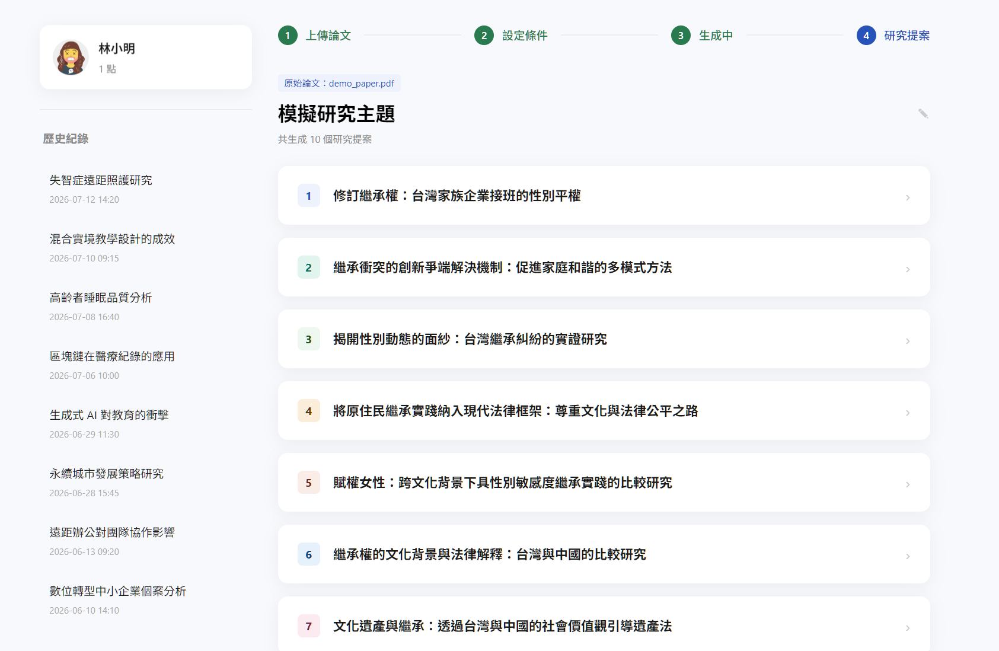 林小明
1 點
歷史紀錄
失智症遠距照護研究
2026-07-12 14:20
混合實境教學設計的成效
2026-07-10 09:15
高齡者睡眠品質分析
2026-07-08 16:40
區塊鏈在醫療紀錄的應用
2026-07-06 10:00
生成式 AI 對教育的衝擊
2026-06-29 11:30
永續城市發展策略研究
2026-06-28 15:45
遠距辦公對團隊協作影響
2026-06-13 09:20
數位轉型中小企業個案分析
2026-06-10 14:10
1 上傳論文
2 設定條件
3 生成中
4 研究提案
原始論文：demo_paper.pdf
模擬研究主題
共生成 10 個研究提案
1 修訂繼承權：台灣家族企業接班的性別平權
2 繼承衝突的創新爭端解決機制：促進家庭和諧的多模式方法
3 揭開性別動態的面紗：台灣繼承糾紛的實證研究
4 將原住民繼承實踐納入現代法律框架：尊重文化與法律公平之路
5 賦權女性：跨文化背景下具性別敏感度繼承實踐的比較研究
6 繼承權的文化背景與法律解釋：台灣與中國的比較研究
7 文化遺產與繼承：透過台灣與中國的社會價值觀引導遺產法